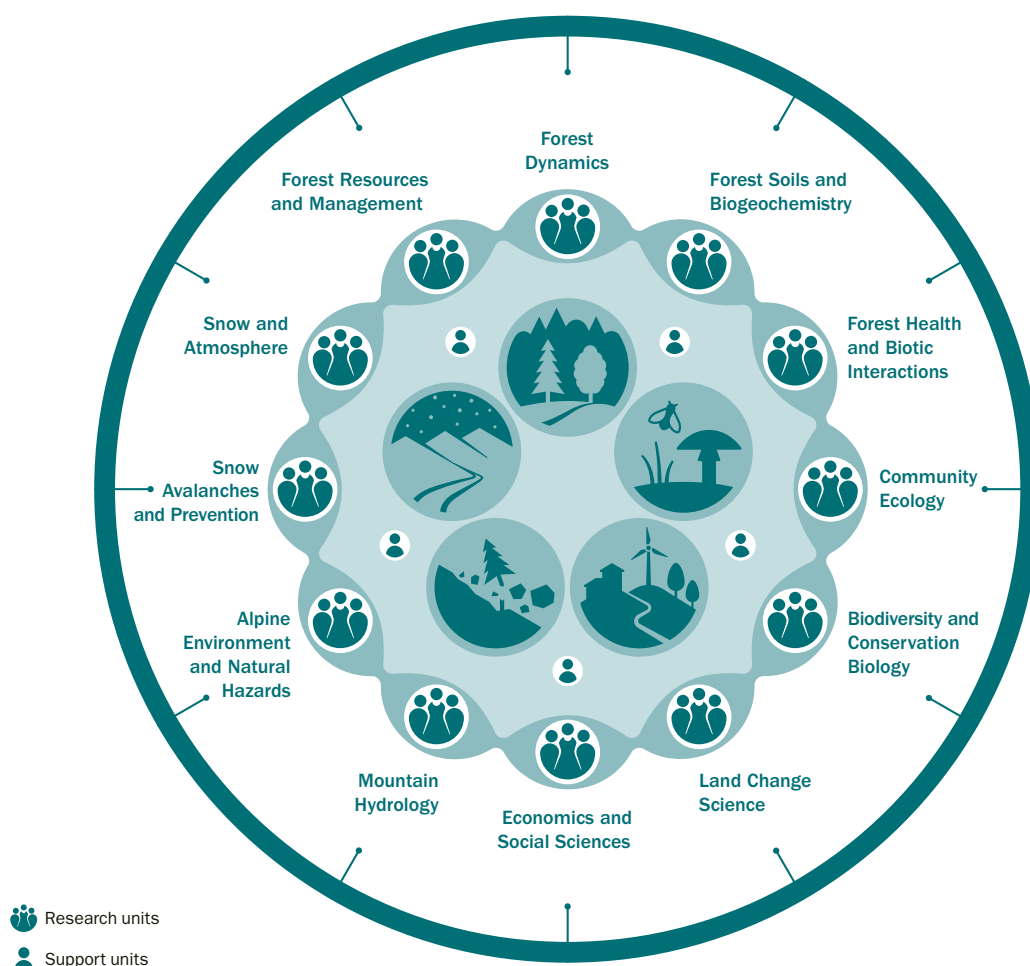 Forest
Dynamics
Forest Resources
and Management
Forest Soils and
Biogeochemistry
Snow and
Atmosphere
Forest Health
and Biotic
Interactions
Snow
Avalanches
and Prevention
Community
Ecology
Alpine
Environment
and Natural
Hazards
Biodiversity and
Conservation
Biology
Mountain
Hydrology
Land Change
Science
Economics and
Social Sciences
Research units
Support units